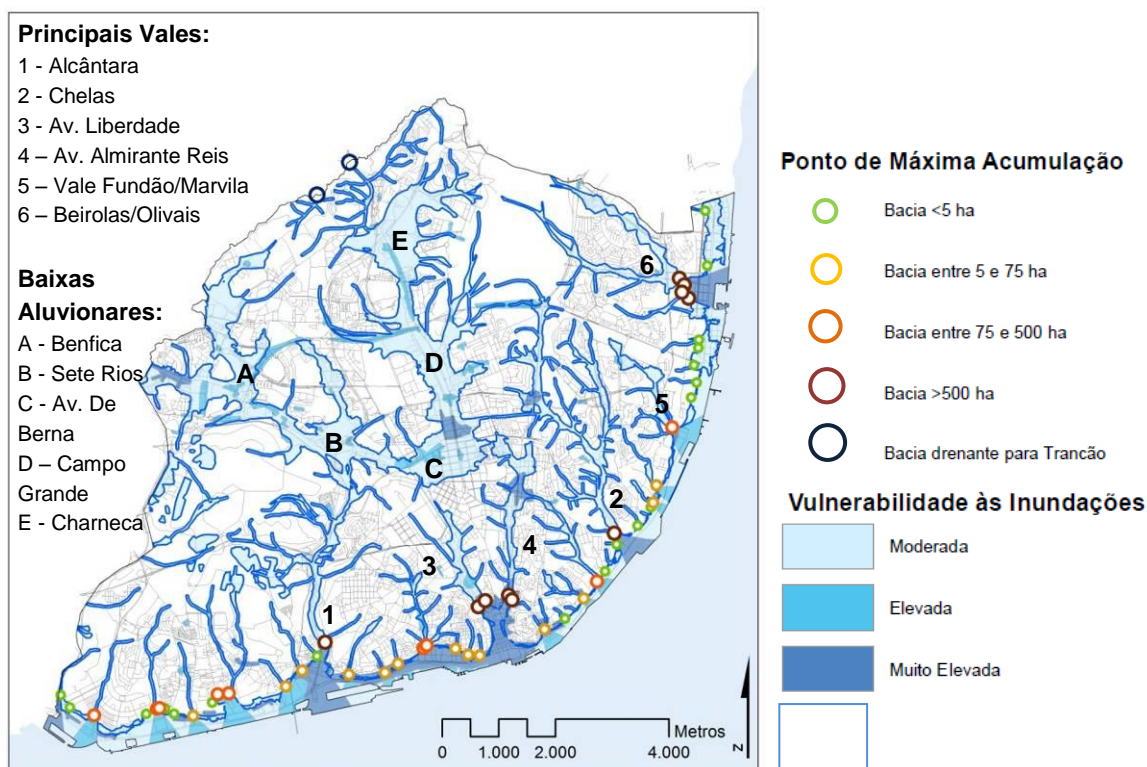 Principais Vales:
1 - Alcântara
2 - Chelas
3 - Av. Liberdade
4 – Av. Almirante Reis
5 – Vale Fundão/Marvila
6 – Beirolas/Olivais
Baixas
Aluvionares:
A - Benfica
B - Sete Rios
C - Av. De
Berna
D – Campo
Grande
E - Charneca
E
6
D
A
5
B
C
2
4
3
1
Metros
0 1.000 2.000 4.000
N
Ponto de Máxima Acumulação
Bacia <5 ha
Bacia entre 5 e 75 ha
Bacia entre 75 e 500 ha
Bacia >500 ha
Bacia drenante para Trancão
Vulnerabilidade às Inundações
Moderada
Elevada
Muito Elevada